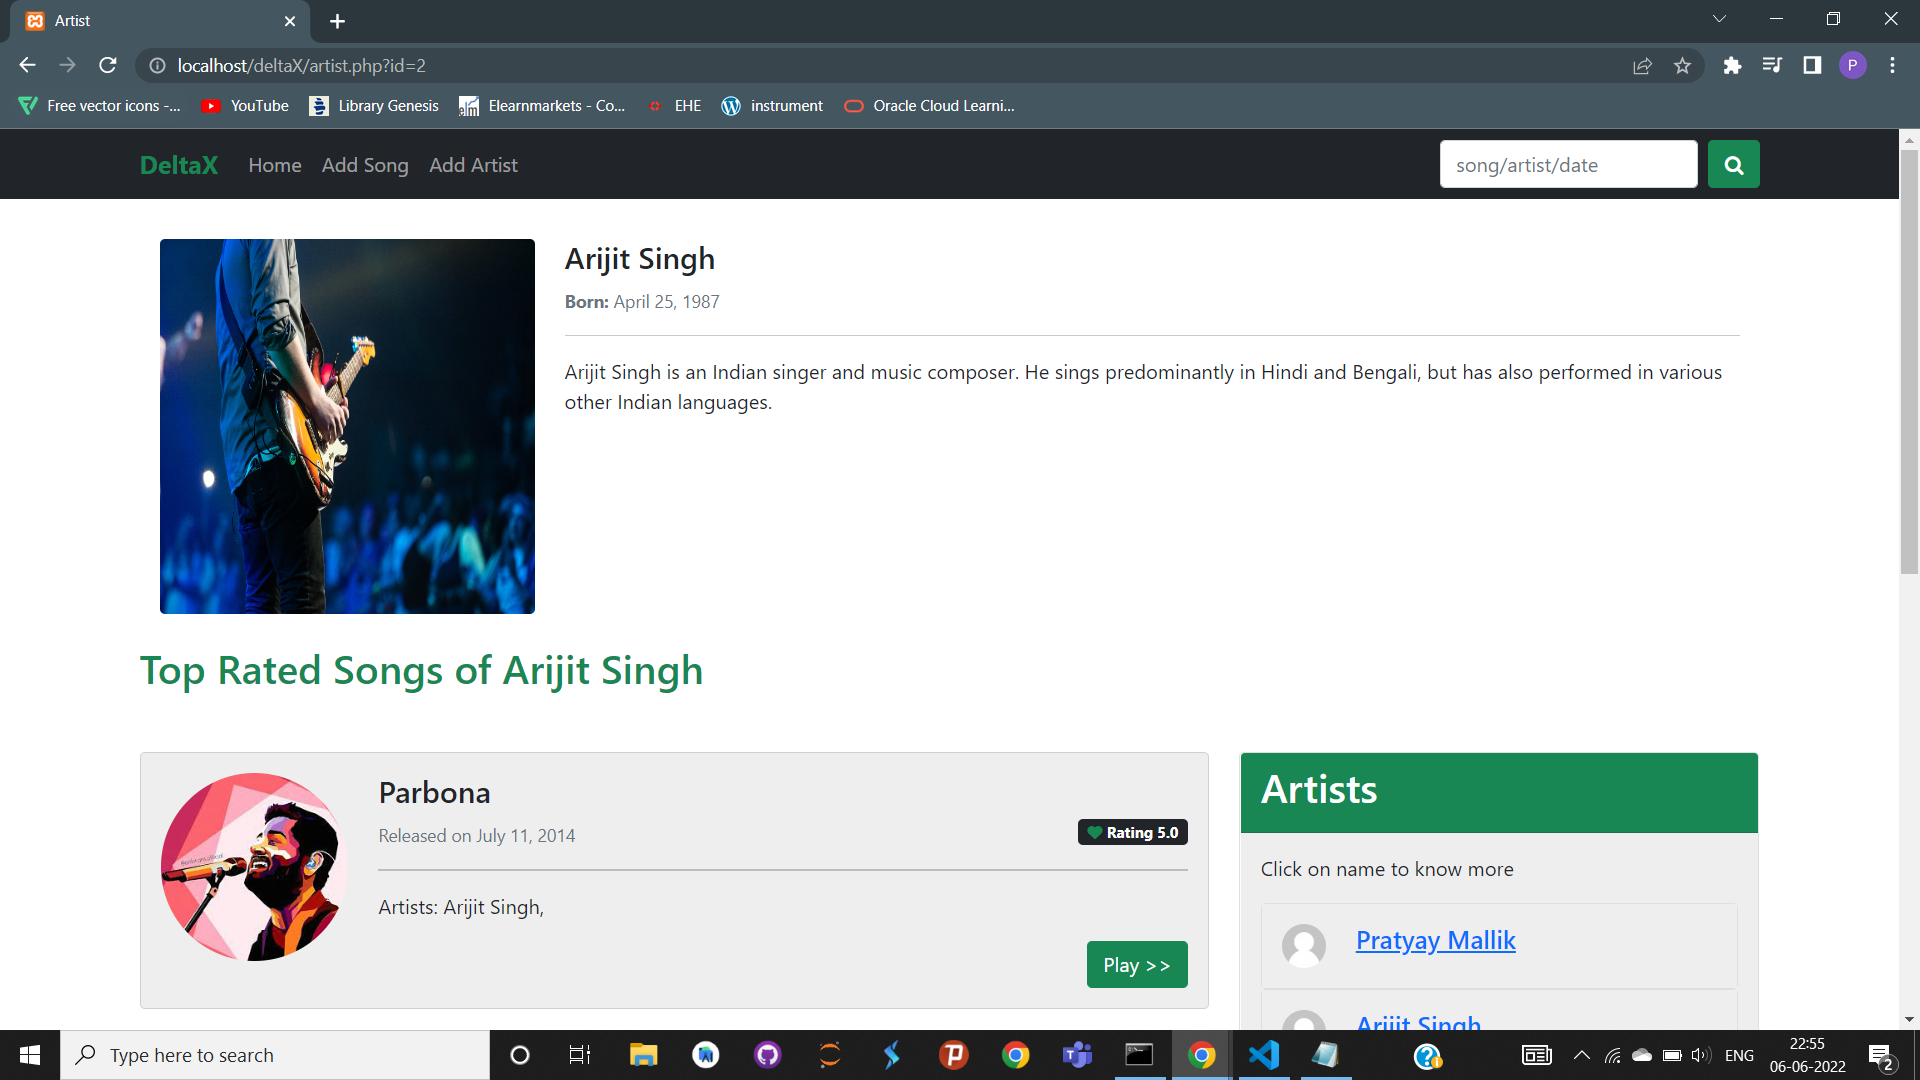 Artist
localhost/deltaX/artist.php?id=2
P
Free vector icons -...
YouTube
Library Genesis
elm
Elearnmarkets - Co...
EHE
instrument
Oracle Cloud Learni...
DeltaX
Home
Add Song
Add Artist
song/artist/date
Arijit Singh
Born: April 25, 1987
Arijit Singh is an Indian singer and music composer. He sings predominantly in Hindi and Bengali, but has also performed in various
other Indian languages.
Top Rated Songs of Arijit Singh
Parbona
Released on July 11, 2014
Rating 5.0
Artists: Arijit Singh,
Play >>
Artists
Click on name to know more
Pratyay Mallik
Arijit Singh
Type here to search
ENG
22:55
06-06-2022
2